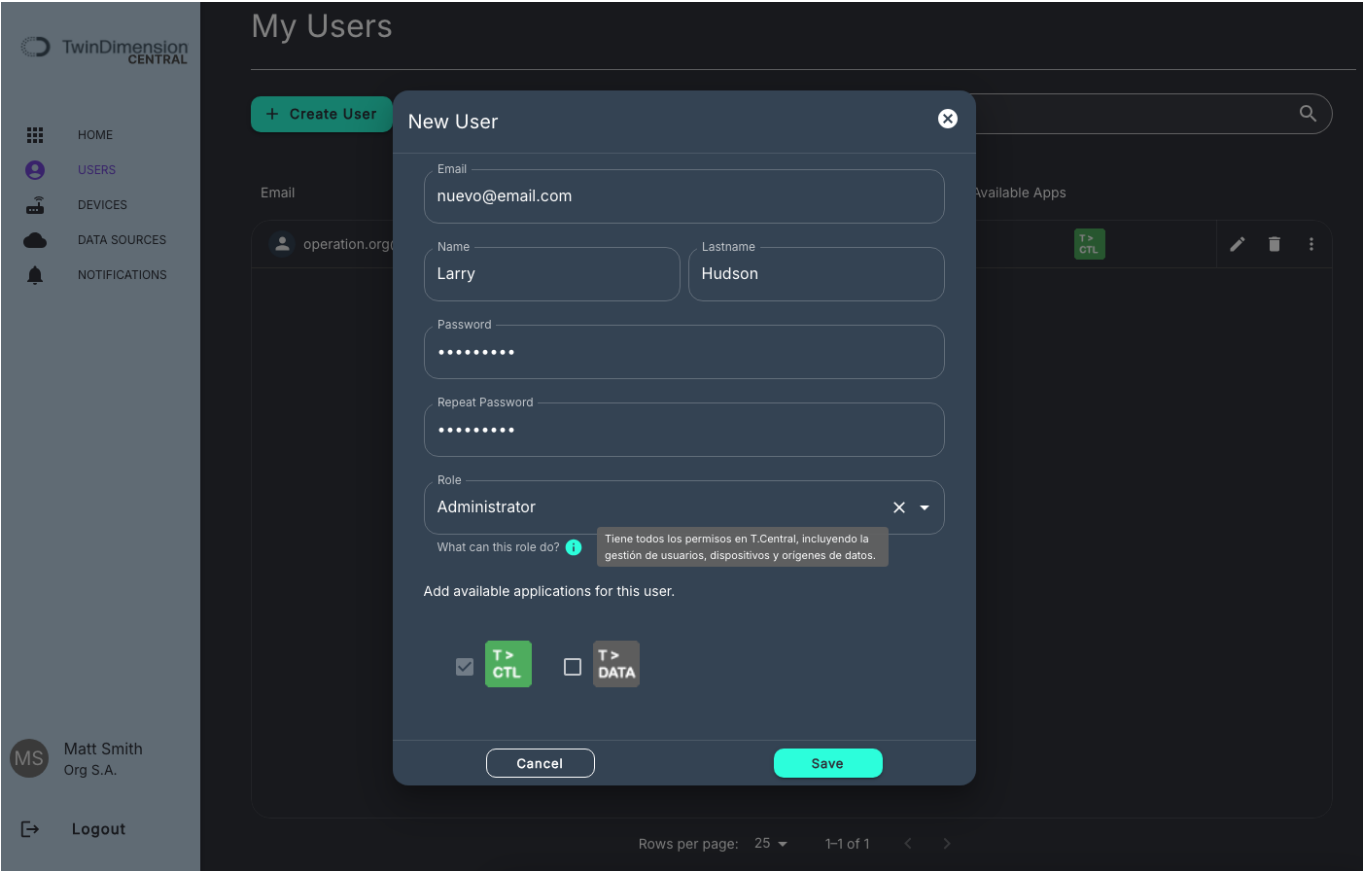 TwinDimension
CENTRAL
HOME
USERS
DEVICES
DATA SOURCES
NOTIFICATIONS
MS
Matt Smith
Org S.A.
Logout
My Users
+ Create User
Email
Available Apps
operation.org
T >
CTL
New User
Email
nuevo@email.com
Name
Larry
Lastname
Hudson
Password
•••••••••
Repeat Password
•••••••••
Role
Administrator
What can this role do?
Tiene todos los permisos en T.Central, incluyendo la
gestión de usuarios, dispositivos y orígenes de datos.
Add available applications for this user.
T >
CTL
T >
DATA
Cancel
Save
Rows per page: 25
1–1 of 1